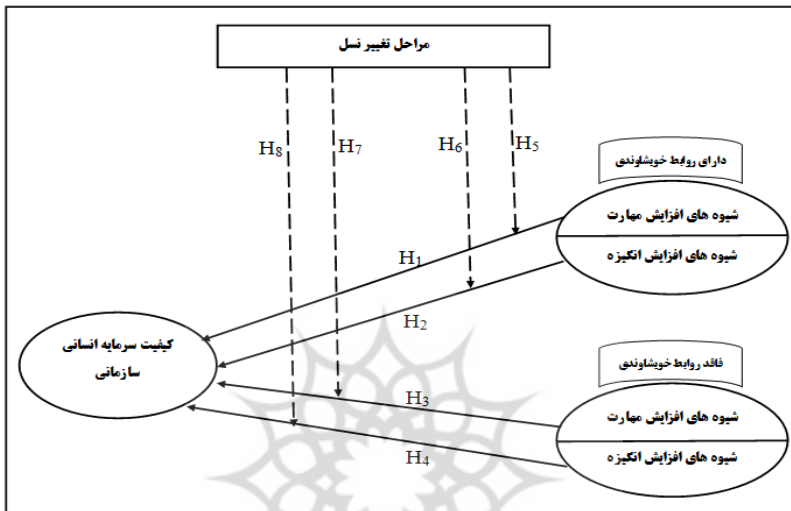 مراحل تغییر نسل
H8
H7
H6
H5
دارای روابط خویشاوندی
شیوه های افزایش مهارت
شیوه های افزایش انگیزه
H1
H2
کیفیت سرمایه انسانی
سازمانی
فاقد روابط خویشاوندی
شیوه های افزایش مهارت
شیوه های افزایش انگیزه
H3
H4